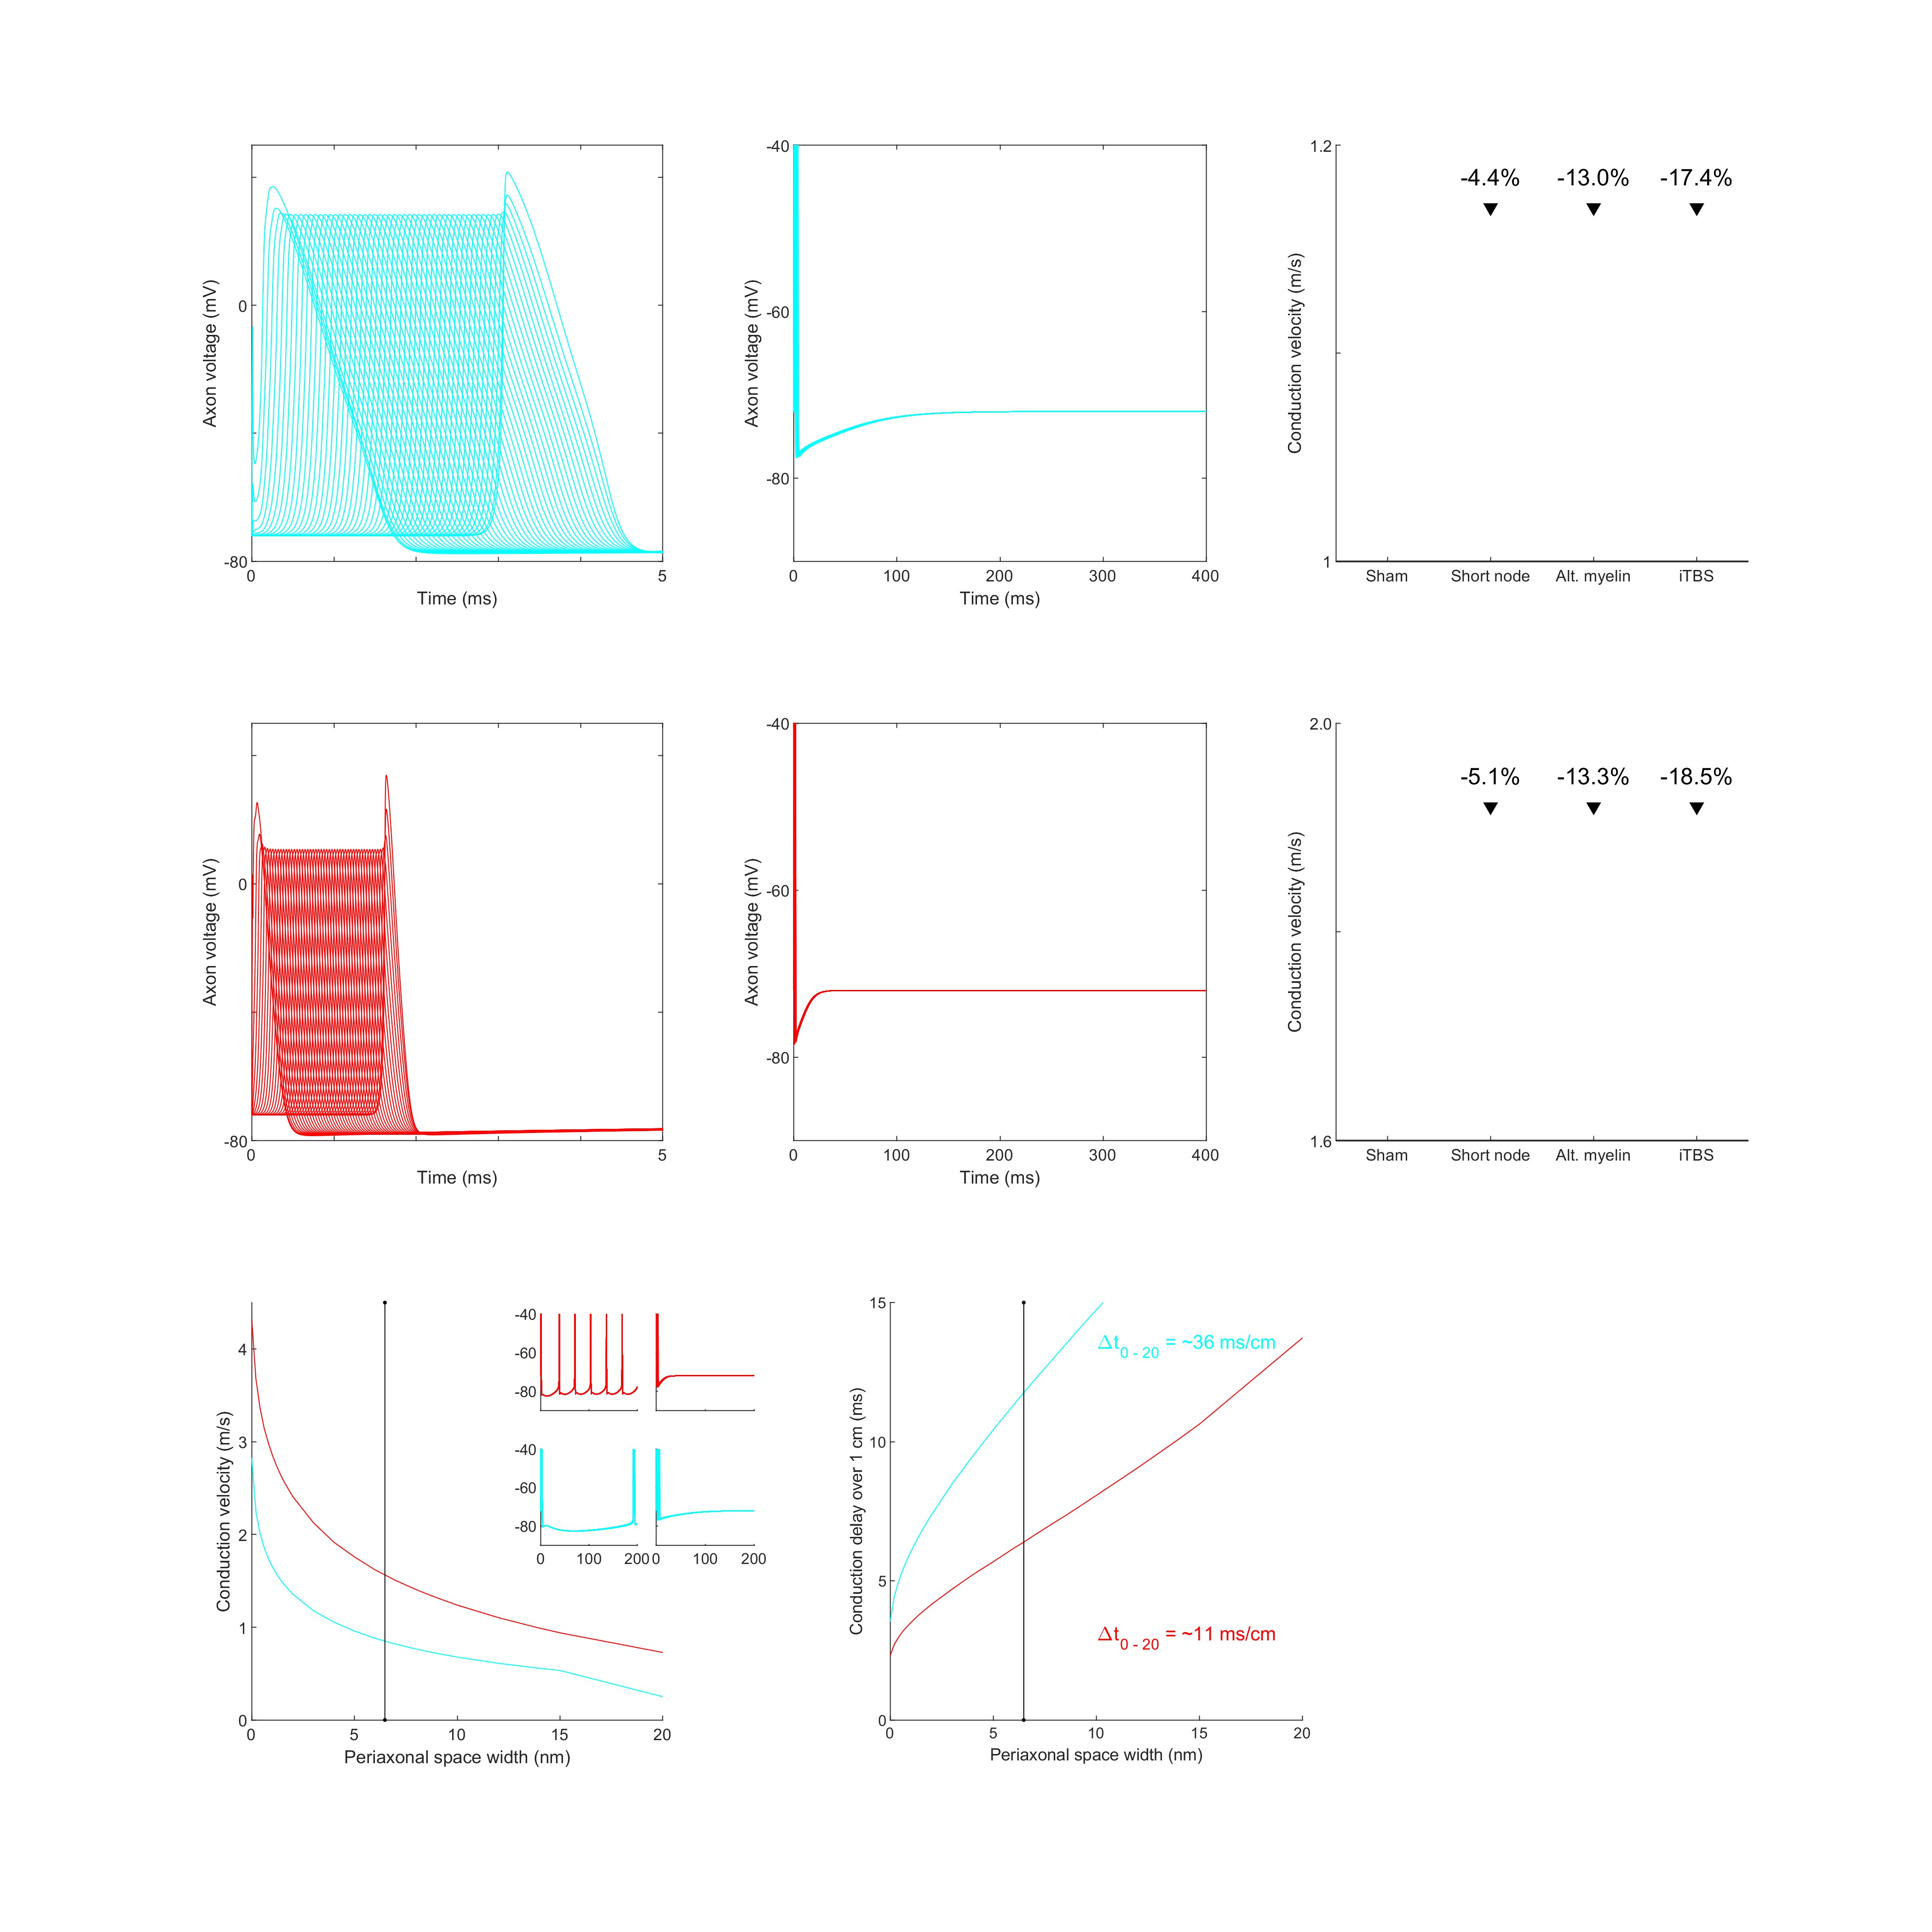 Axon voltage (mV)
0
-80
0
5
Time (ms)
Axon voltage (mV)
-40
-60
-80
0
100
200
300
400
Time (ms)
Conduction velocity (m/s)
1.2
1
-4.4%
-13.0%
-17.4%
Sham
Short node
Alt. myelin
iTBS
Axon voltage (mV)
0
-80
0
5
Time (ms)
Axon voltage (mV)
-40
-60
-80
0
100
200
300
400
Time (ms)
Conduction velocity (m/s)
2.0
1.6
-5.1%
-13.3%
-18.5%
Sham
Short node
Alt. myelin
iTBS
Conduction velocity (m/s)
4
3
2
1
0
0
5
10
15
20
Periaxonal space width (nm)
-40
-60
-80
-40
-60
-80
0
100
200
0
100
200
Conduction delay over 1 cm (ms)
15
10
5
0
0
5
10
15
20
Periaxonal space width (nm)
Δt0 - 20 = ~36 ms/cm
Δt0 - 20 = ~11 ms/cm